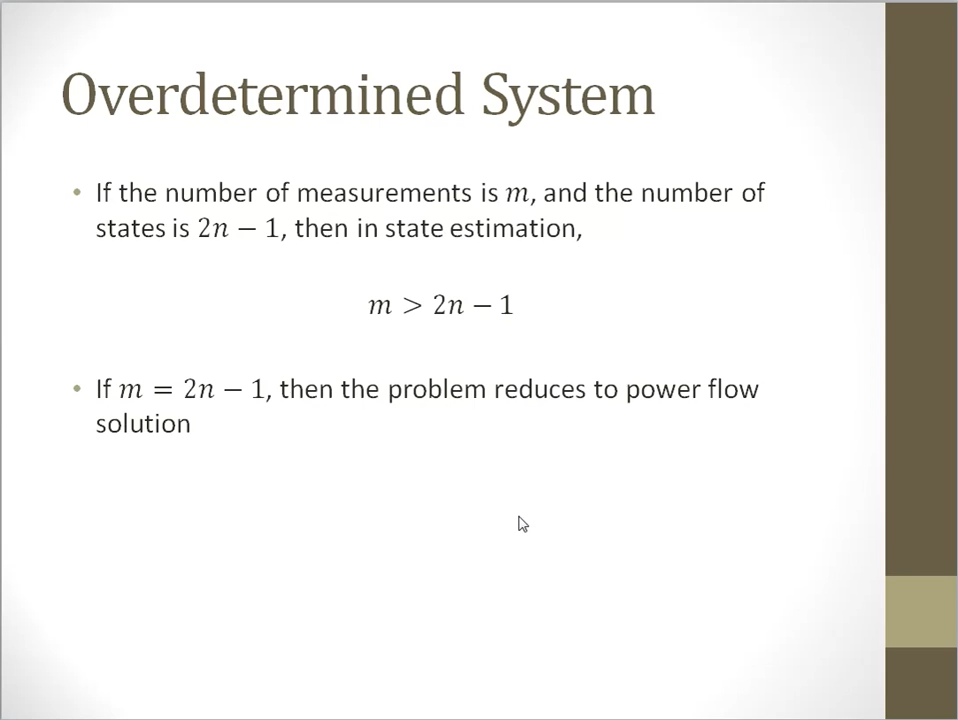 Overdetermined System
• If the number of measurements is m, and the number of
states is 2n − 1, then in state estimation,
m > 2n − 1
• If m = 2n − 1, then the problem reduces to power flow
solution